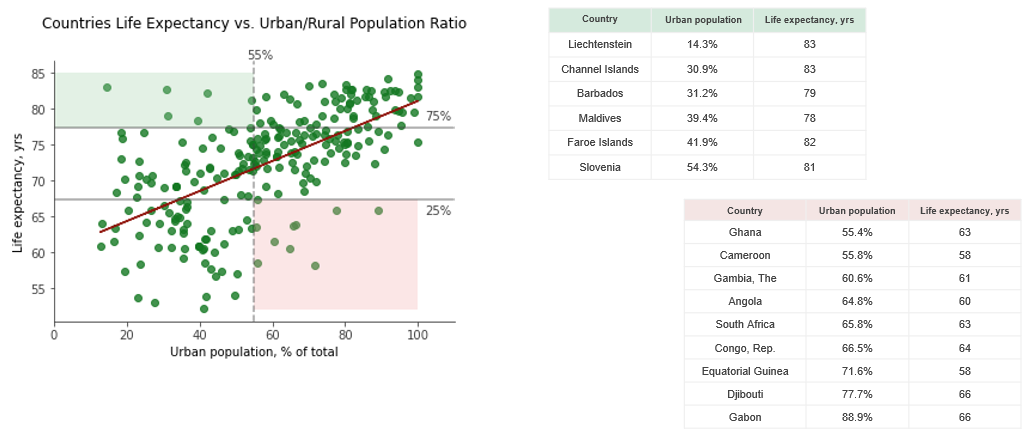 Countries Life Expectancy vs. Urban/Rural Population Ratio
55%
85
80
75
70
65
60
55
75%
25%
Life expectancy, yrs
0 20 40 60 80 100
Urban population, % of total
Country Urban population Life expectancy, yrs
Liechtenstein 14.3% 83
Channel Islands 30.9% 83
Barbados 31.2% 79
Maldives 39.4% 78
Faroe Islands 41.9% 82
Slovenia 54.3% 81
Country Urban population Life expectancy, yrs
Ghana 55.4% 63
Cameroon 55.8% 58
Gambia, The 60.6% 61
Angola 64.8% 60
South Africa 65.8% 63
Congo, Rep. 66.5% 64
Equatorial Guinea 71.6% 58
Djibouti 77.7% 66
Gabon 88.9% 66